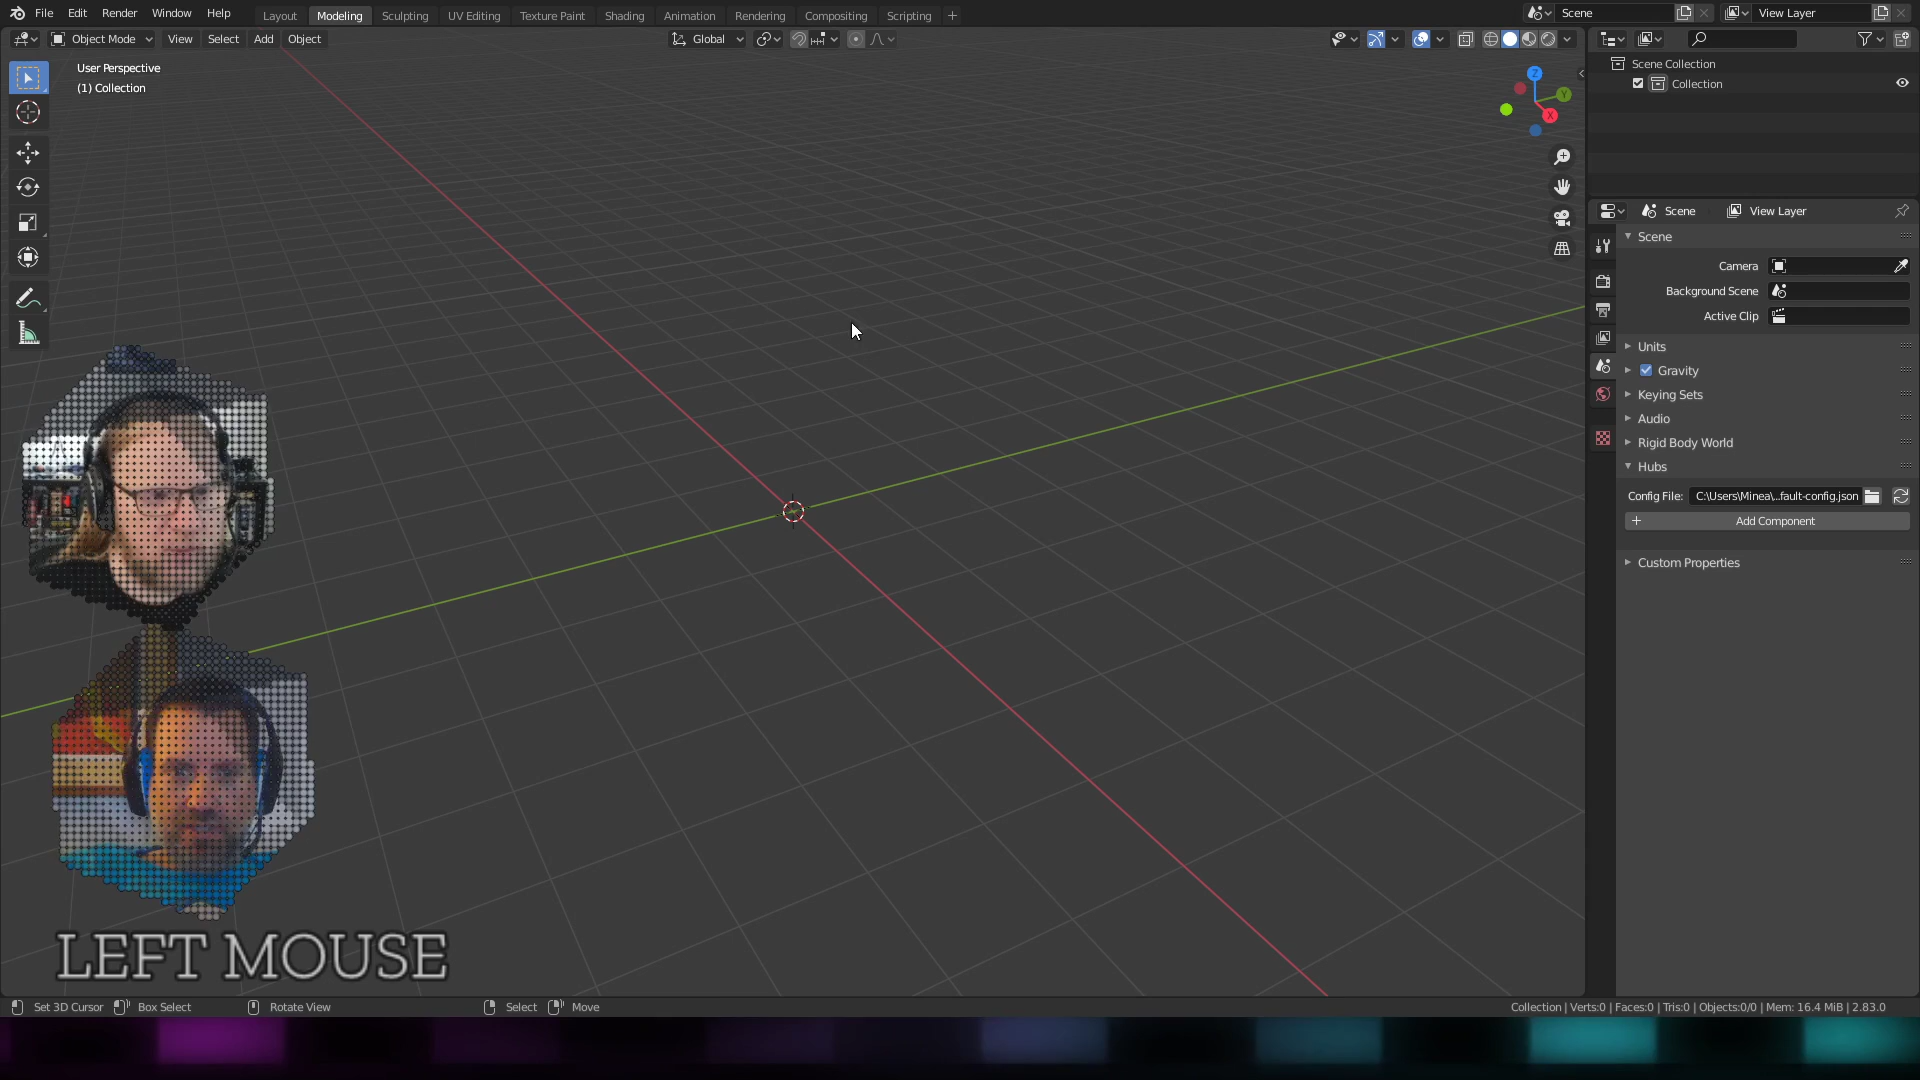 File Edit Render Window Help Layout Modeling Sculpting UV Editing Texture Paint Shading Animation Rendering Compositing Scripting + Scene View Layer
Object Mode View Select Add Object Global
User Perspective
(1) Collection
Z
Y
X
Scene Collection
Collection
Scene View Layer
Scene
Camera
Background Scene
Active Clip
Units
Gravity
Keying Sets
Audio
Rigid Body World
Hubs
Config File: C:\Users\Minea\...fault-config.json
+ Add Component
Custom Properties
LEFT MOUSE
Set 3D Cursor Box Select Rotate View Select Move Collection | Verts:0 | Faces:0 | Tris:0 | Objects:0/0 | Mem: 16.4 MiB | 2.83.0